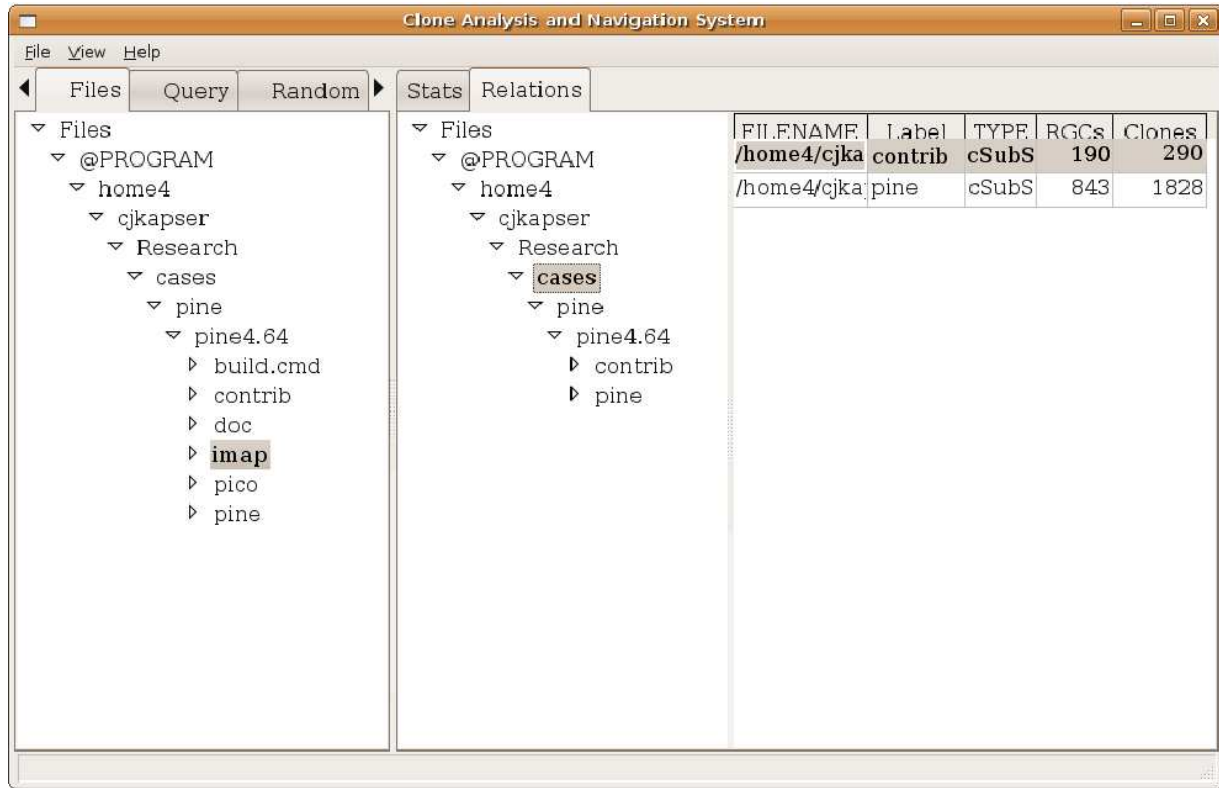 Clone Analysis and Navigation System
File View Help
Files Query Random
Stats Relations
Files
@PROGRAM
home4
cjkapser
Research
cases
pine
pine4.64
build.cmd
contrib
doc
imap
pico
pine
Files
@PROGRAM
home4
cjkapser
Research
cases
pine
pine4.64
contrib
pine
FILENAME Label TYPE RGCs Clones
/home4/cjka contrib cSubS 190 290
/home4/cjka pine cSubS 843 1828